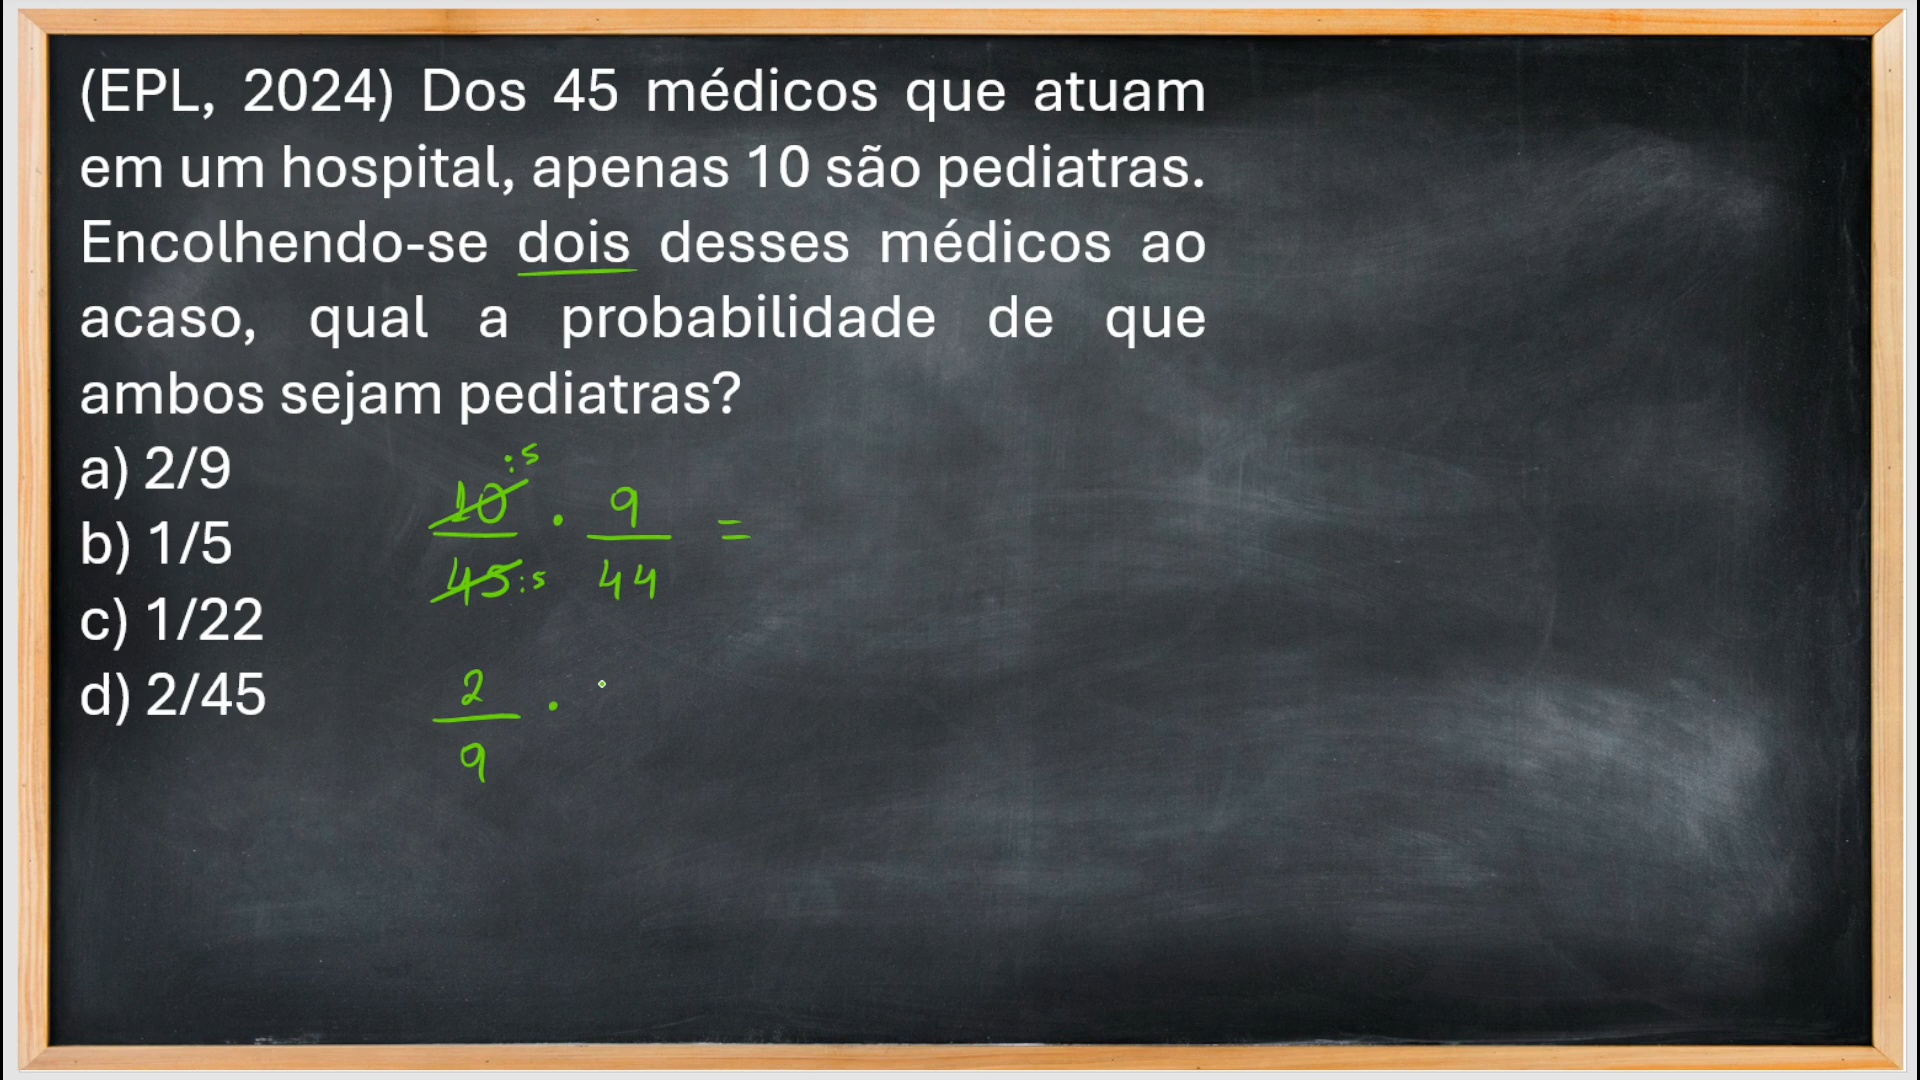 (EPL, 2024) Dos 45 médicos que atuam
em um hospital, apenas 10 são pediatras.
Encolhendo-se dois desses médicos ao
acaso, qual a probabilidade de que
ambos sejam pediatras?
a) 2/9
b) 1/5
c) 1/22
d) 2/45
:5
10 . 9 =
45:5 44
2 .
9